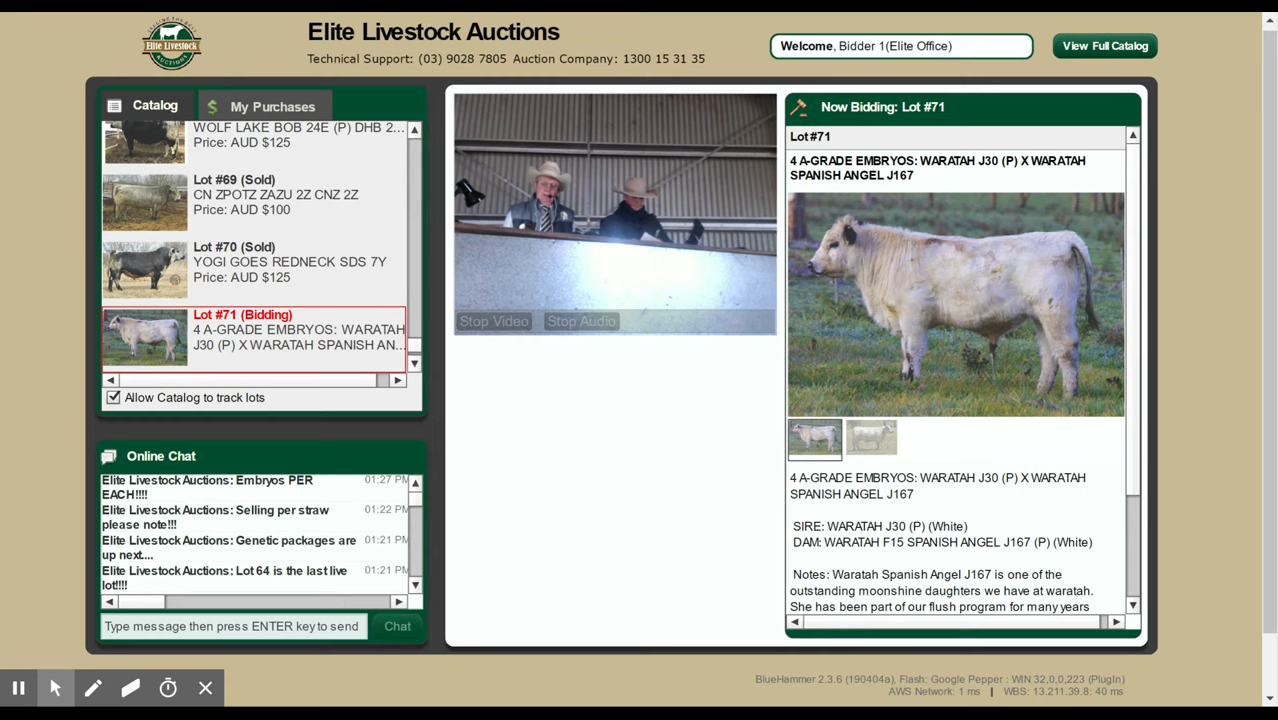 Elite Livestock Auctions
Technical Support: (03) 9028 7805 Auction Company: 1300 15 31 35
Elite Livestock
AUCTIONS
Welcome, Bidder 1(Elite Office)
View Full Catalog
Catalog
My Purchases
WOLF LAKE BOB 24E (P) DHB 2...
Price: AUD $125
Lot #69 (Sold)
CN ZPOTZ ZAZU 2Z CNZ 2Z
Price: AUD $100
Lot #70 (Sold)
YOGI GOES REDNECK SDS 7Y
Price: AUD $125
Lot #71 (Bidding)
4 A-GRADE EMBRYOS: WARATAH
J30 (P) X WARATAH SPANISH AN...
Allow Catalog to track lots
Online Chat
Elite Livestock Auctions: Embryos PER 01:27 PM
EACH!!!!
Elite Livestock Auctions: Selling per straw 01:22 PM
please note!!!
Elite Livestock Auctions: Genetic packages are 01:21 PM
up next....
Elite Livestock Auctions: Lot 64 is the last live 01:21 PM
lot!!!!
Type message then press ENTER key to send
Chat
Stop Video
Stop Audio
Now Bidding: Lot #71
Lot #71
4 A-GRADE EMBRYOS: WARATAH J30 (P) X WARATAH
SPANISH ANGEL J167
4 A-GRADE EMBRYOS: WARATAH J30 (P) X WARATAH
SPANISH ANGEL J167
SIRE: WARATAH J30 (P) (White)
DAM: WARATAH F15 SPANISH ANGEL J167 (P) (White)
Notes: Waratah Spanish Angel J167 is one of the
outstanding moonshine daughters we have at waratah.
She has been part of our flush program for many years
BlueHammer 2.3.6 (190404a), Flash: Google Pepper : WIN 32,0,0,223 (PlugIn)
AWS Network: 1 ms | WBS: 13.211.39.8: 40 ms